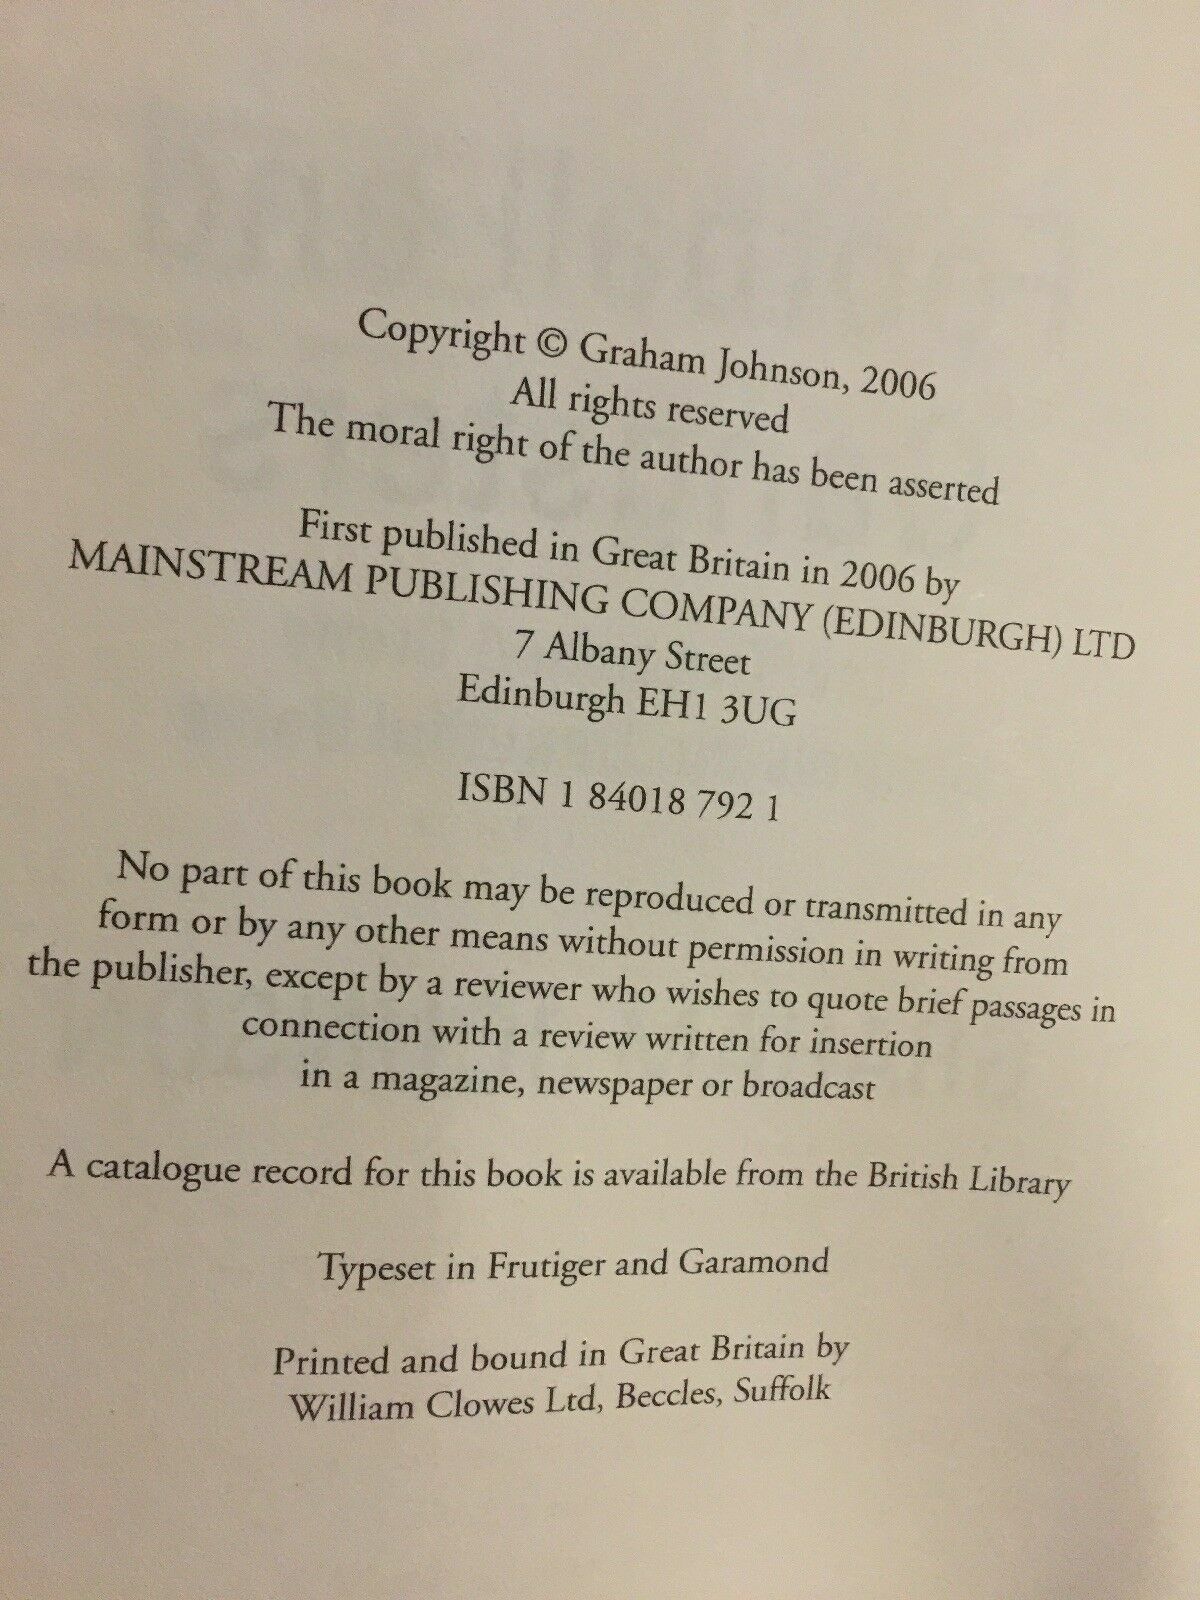 Copyright © Graham Johnson, 2006
All rights reserved
The moral right of the author has been asserted
First published in Great Britain in 2006 by
MAINSTREAM PUBLISHING COMPANY (EDINBURGH) LTD
7 Albany Street
Edinburgh EH1 3UG
ISBN 1 84018 792 1
No part of this book may be reproduced or transmitted in any
form or by any other means without permission in writing from
the publisher, except by a reviewer who wishes to quote brief passages in
connection with a review written for insertion
in a magazine, newspaper or broadcast
A catalogue record for this book is available from the British Library
Typeset in Frutiger and Garamond
Printed and bound in Great Britain by
William Clowes Ltd, Beccles, Suffolk